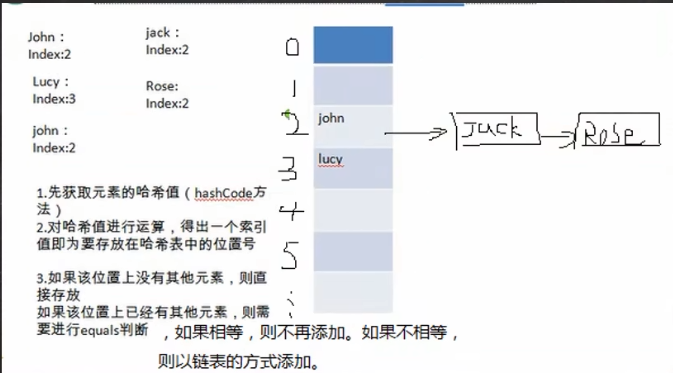 John：
Index:2
jack：
Index:2
Lucy：
Index:3
Rose:
Index:2
john：
Index:2
0
1
2
john
Jack
Rose
3
lucy
4
5
1.先获取元素的哈希值（hashCode方
法）
2.对哈希值进行运算，得出一个索引
值即为要存放在哈希表中的位置号
3.如果该位置上没有其他元素，则直
接存放
如果该位置上已经有其他元素，则需
要进行equals判断 ，如果相等，则不再添加。如果不相等，
则以链表的方式添加。